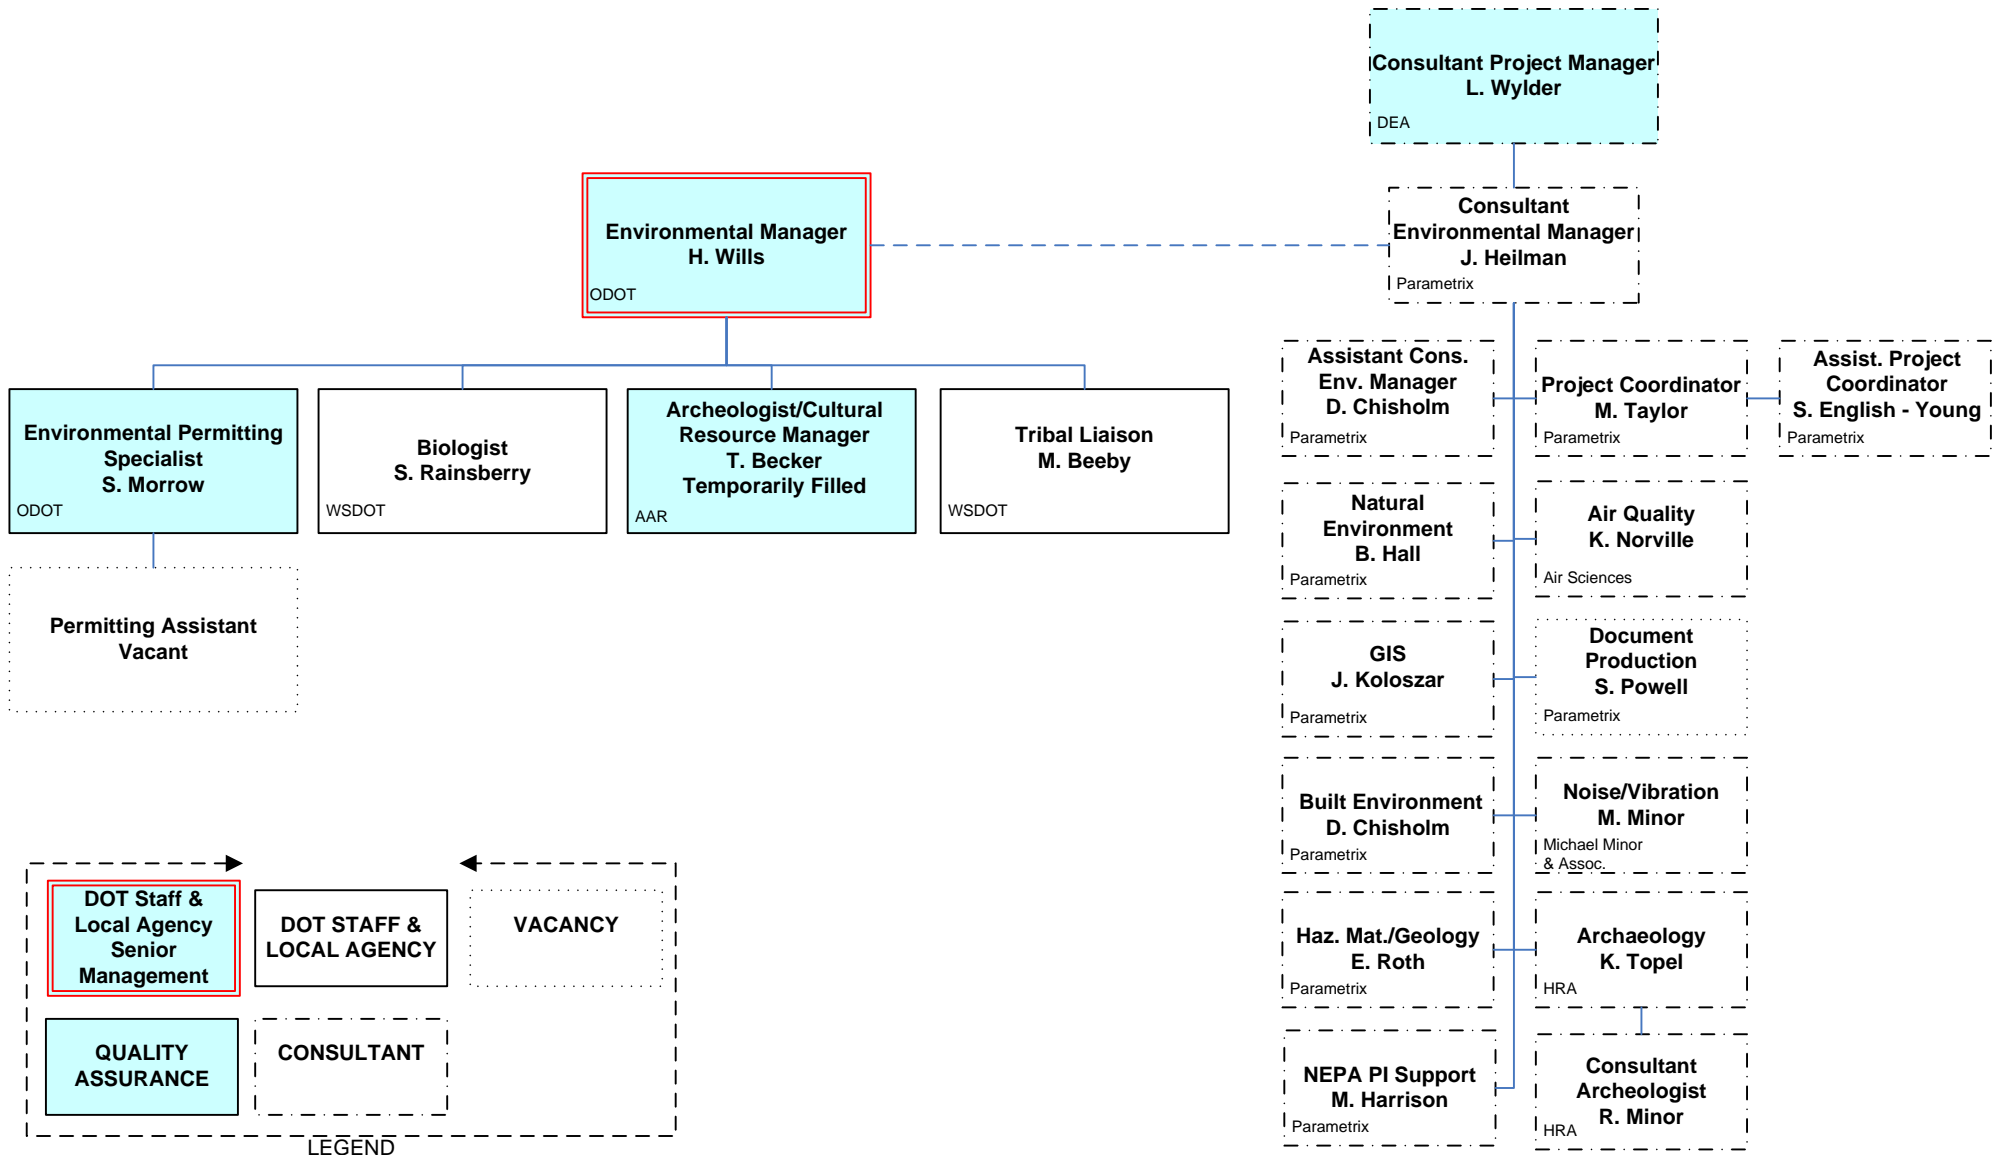 Consultant Project Manager
L. Wylder
DEA
Environmental Manager
H. Wills
ODOT
Consultant
Environmental Manager
J. Heilman
Parametrix
Environmental Permitting
Specialist
S. Morrow
ODOT
Biologist
S. Rainsberry
WSDOT
Archeologist/Cultural
Resource Manager
T. Becker
Temporarily Filled
AAR
Tribal Liaison
M. Beeby
WSDOT
Permitting Assistant
Vacant
Assistant Cons.
Env. Manager
D. Chisholm
Parametrix
Project Coordinator
M. Taylor
Parametrix
Assist. Project
Coordinator
S. English - Young
Parametrix
Natural
Environment
B. Hall
Parametrix
Air Quality
K. Norville
Air Sciences
GIS
J. Koloszar
Parametrix
Document
Production
S. Powell
Parametrix
Built Environment
D. Chisholm
Parametrix
Noise/Vibration
M. Minor
Michael Minor
& Assoc.
Haz. Mat./Geology
E. Roth
Parametrix
Archaeology
K. Topel
HRA
NEPA PI Support
M. Harrison
Parametrix
Consultant
Archeologist
R. Minor
HRA
DOT Staff &
Local Agency
Senior
Management
DOT STAFF &
LOCAL AGENCY
VACANCY
QUALITY
ASSURANCE
CONSULTANT
LEGEND